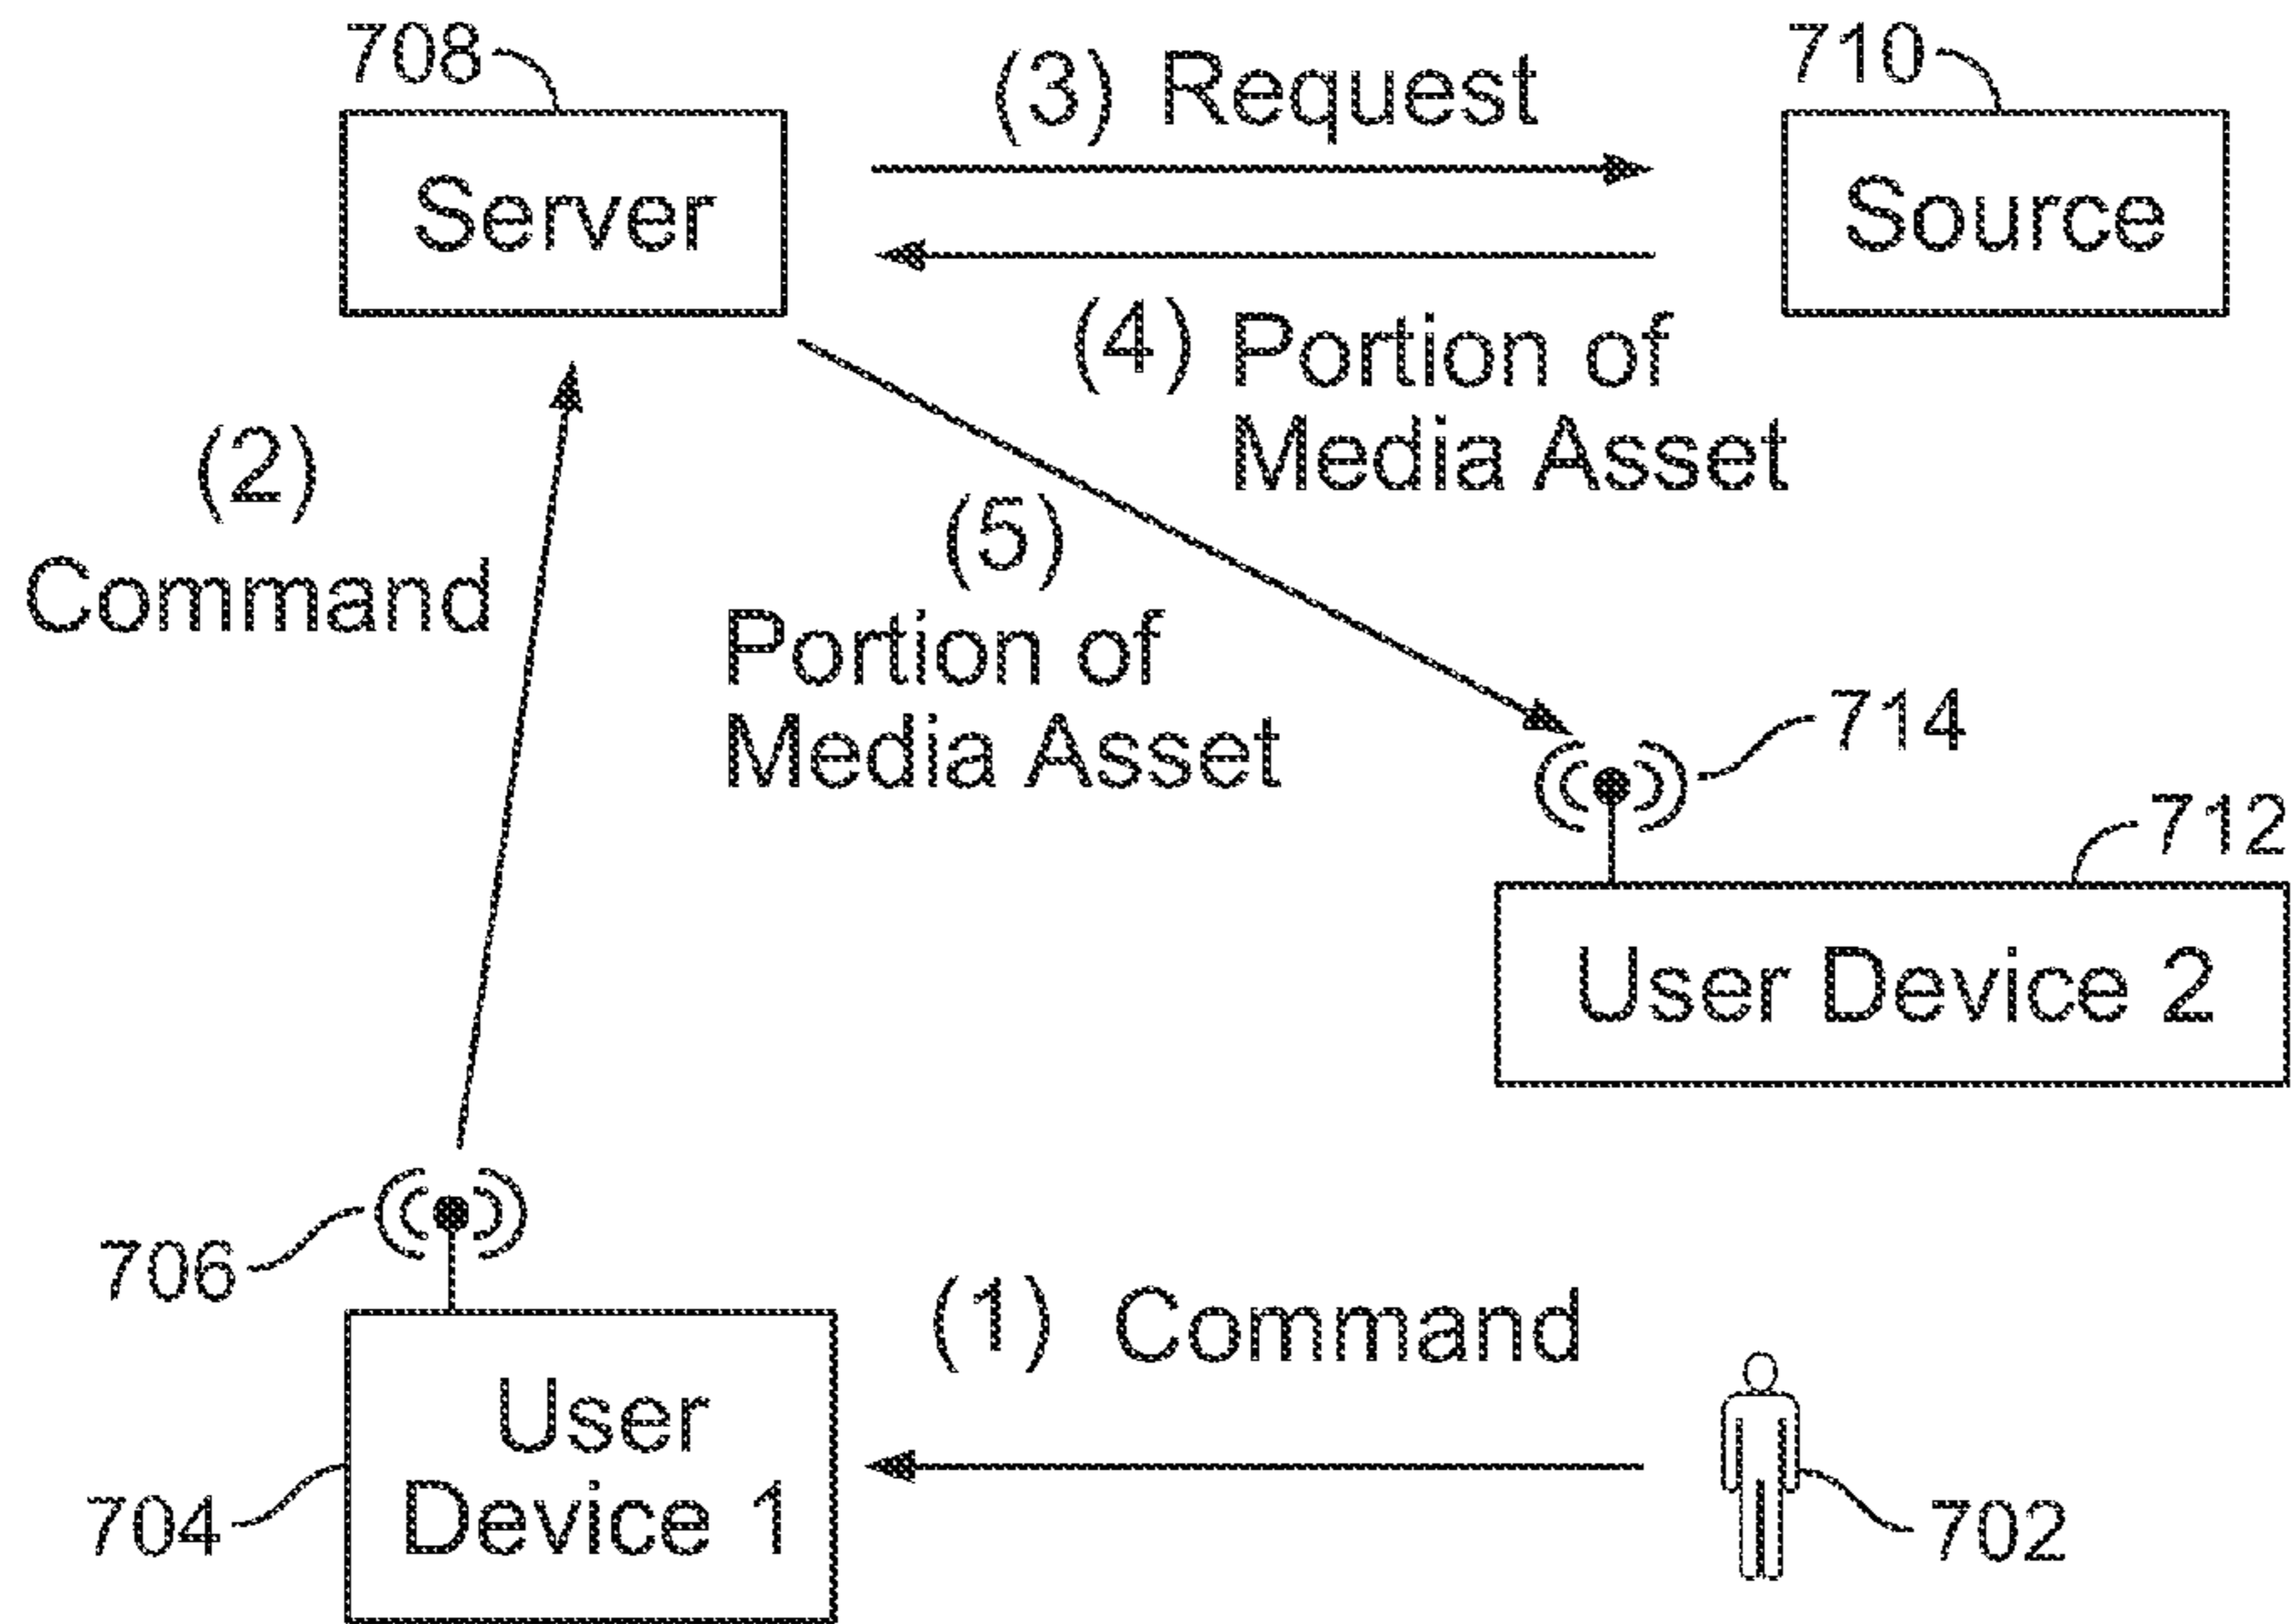 708
710
(3) Request
Server
Source
(4) Portion of
Media Asset
(2)
Command
(5)
Portion of
Media Asset
714
712
User Device 2
706
(1) Command
User
Device 1
704
702